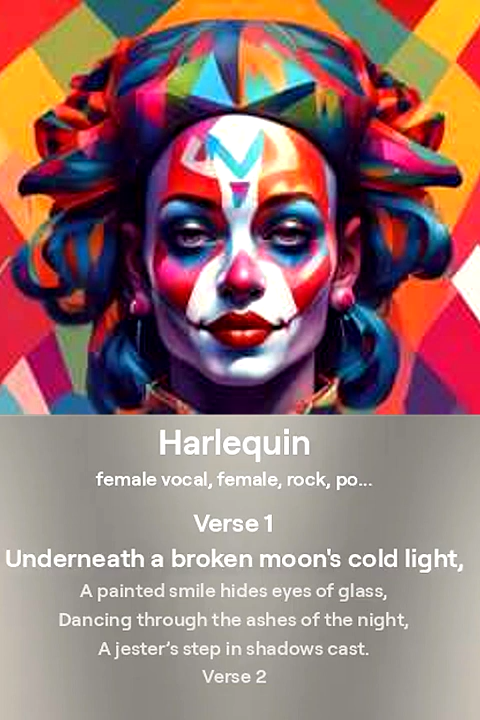 Harlequin
female vocal, female, rock, po...
Verse 1
Underneath a broken moon's cold light,
A painted smile hides eyes of glass,
Dancing through the ashes of the night,
A jester's step in shadows cast.
Verse 2